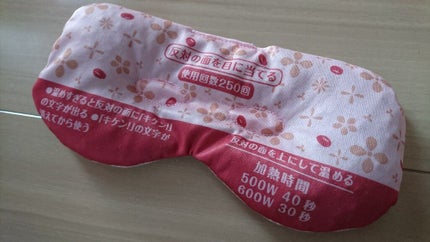 反対の面を目に当てる
使用回数250回
●温めすぎると反対の面に「キケン!!」
の文字が出る ●「キケン!!」の文字が
消えてから使う
反対の面を上にして温める
加熱時間
500W 40秒
600W 30秒